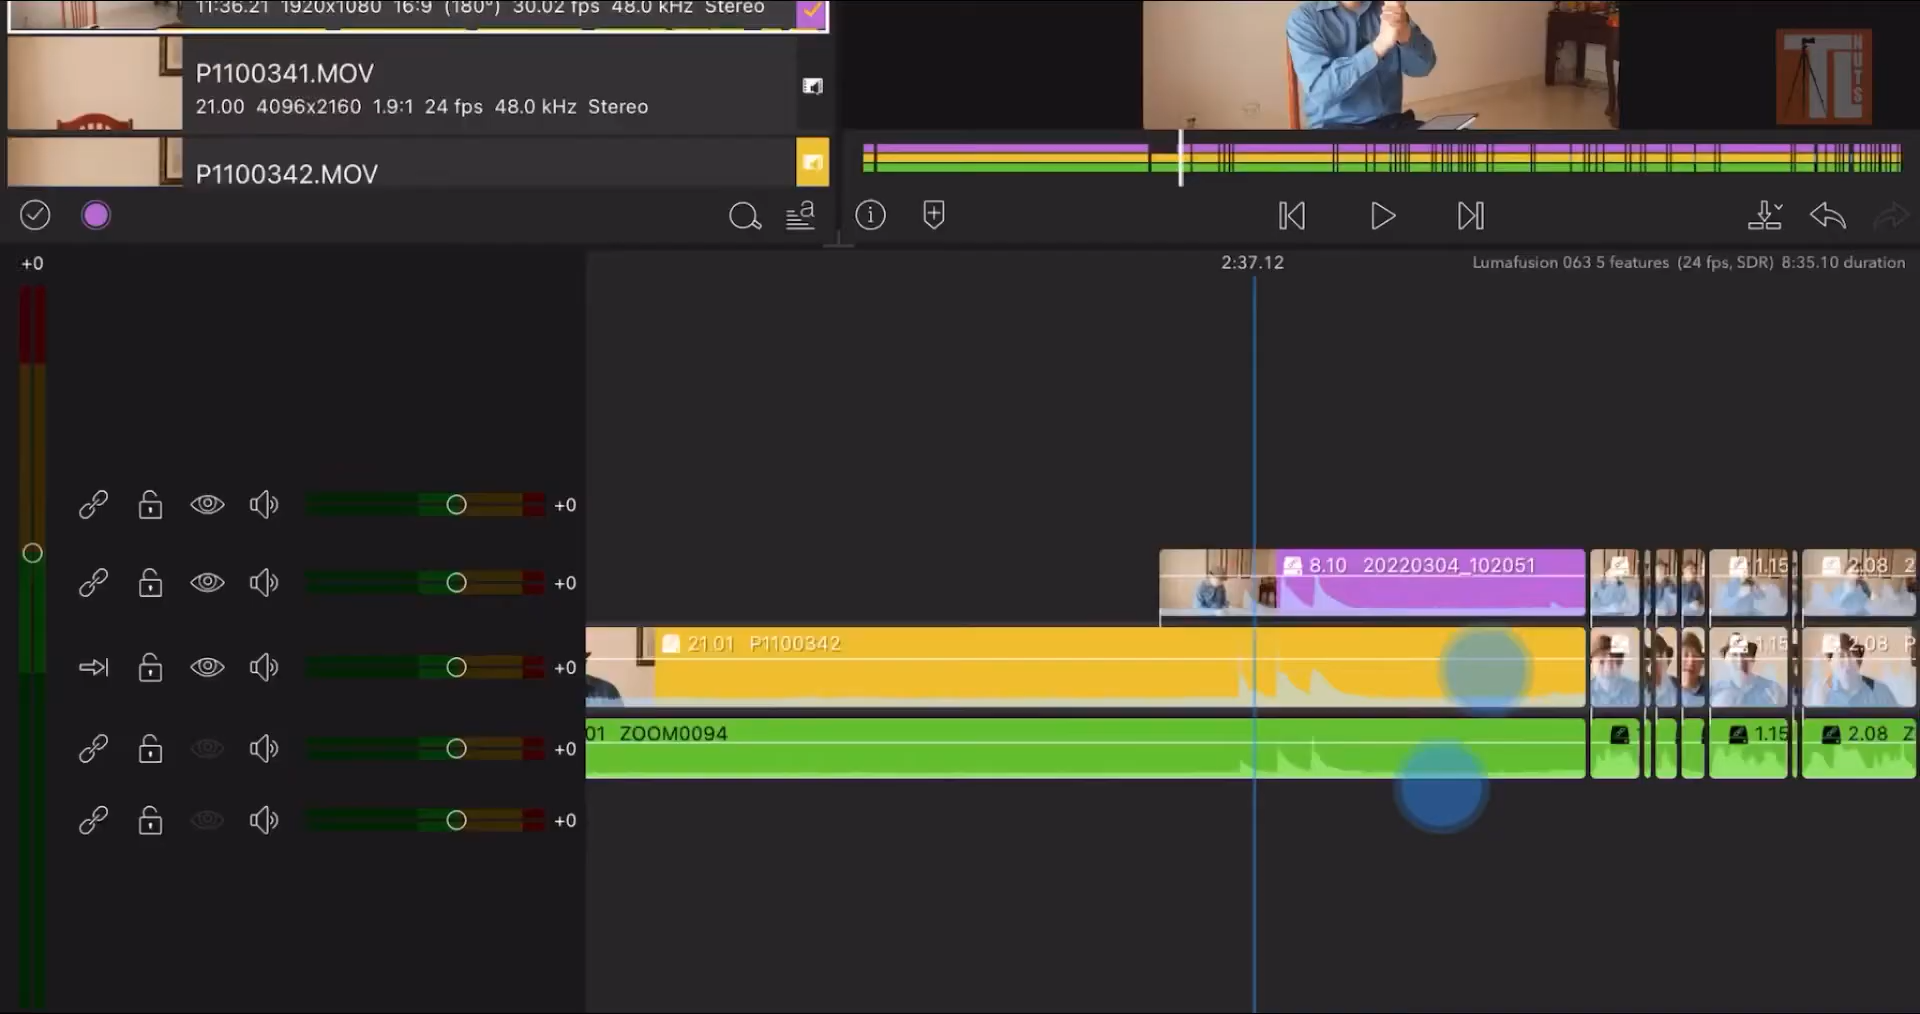 11:36.21 1920x1080 16:9 (180°) 30.02 fps 48.0 kHz Stereo
P1100341.MOV
21.00 4096x2160 1.9:1 24 fps 48.0 kHz Stereo
P1100342.MOV
TL
NUTS
+0
2:37.12
Lumafusion 063 5 features (24 fps, SDR) 8:35.10 duration
+0
+0
8.10 20220304_102051
1.15
2.08 2
+0
21.01 P1100342
1.15
2.08 P
+0
01 ZOOM0094
1.15
2.08 Z
+0